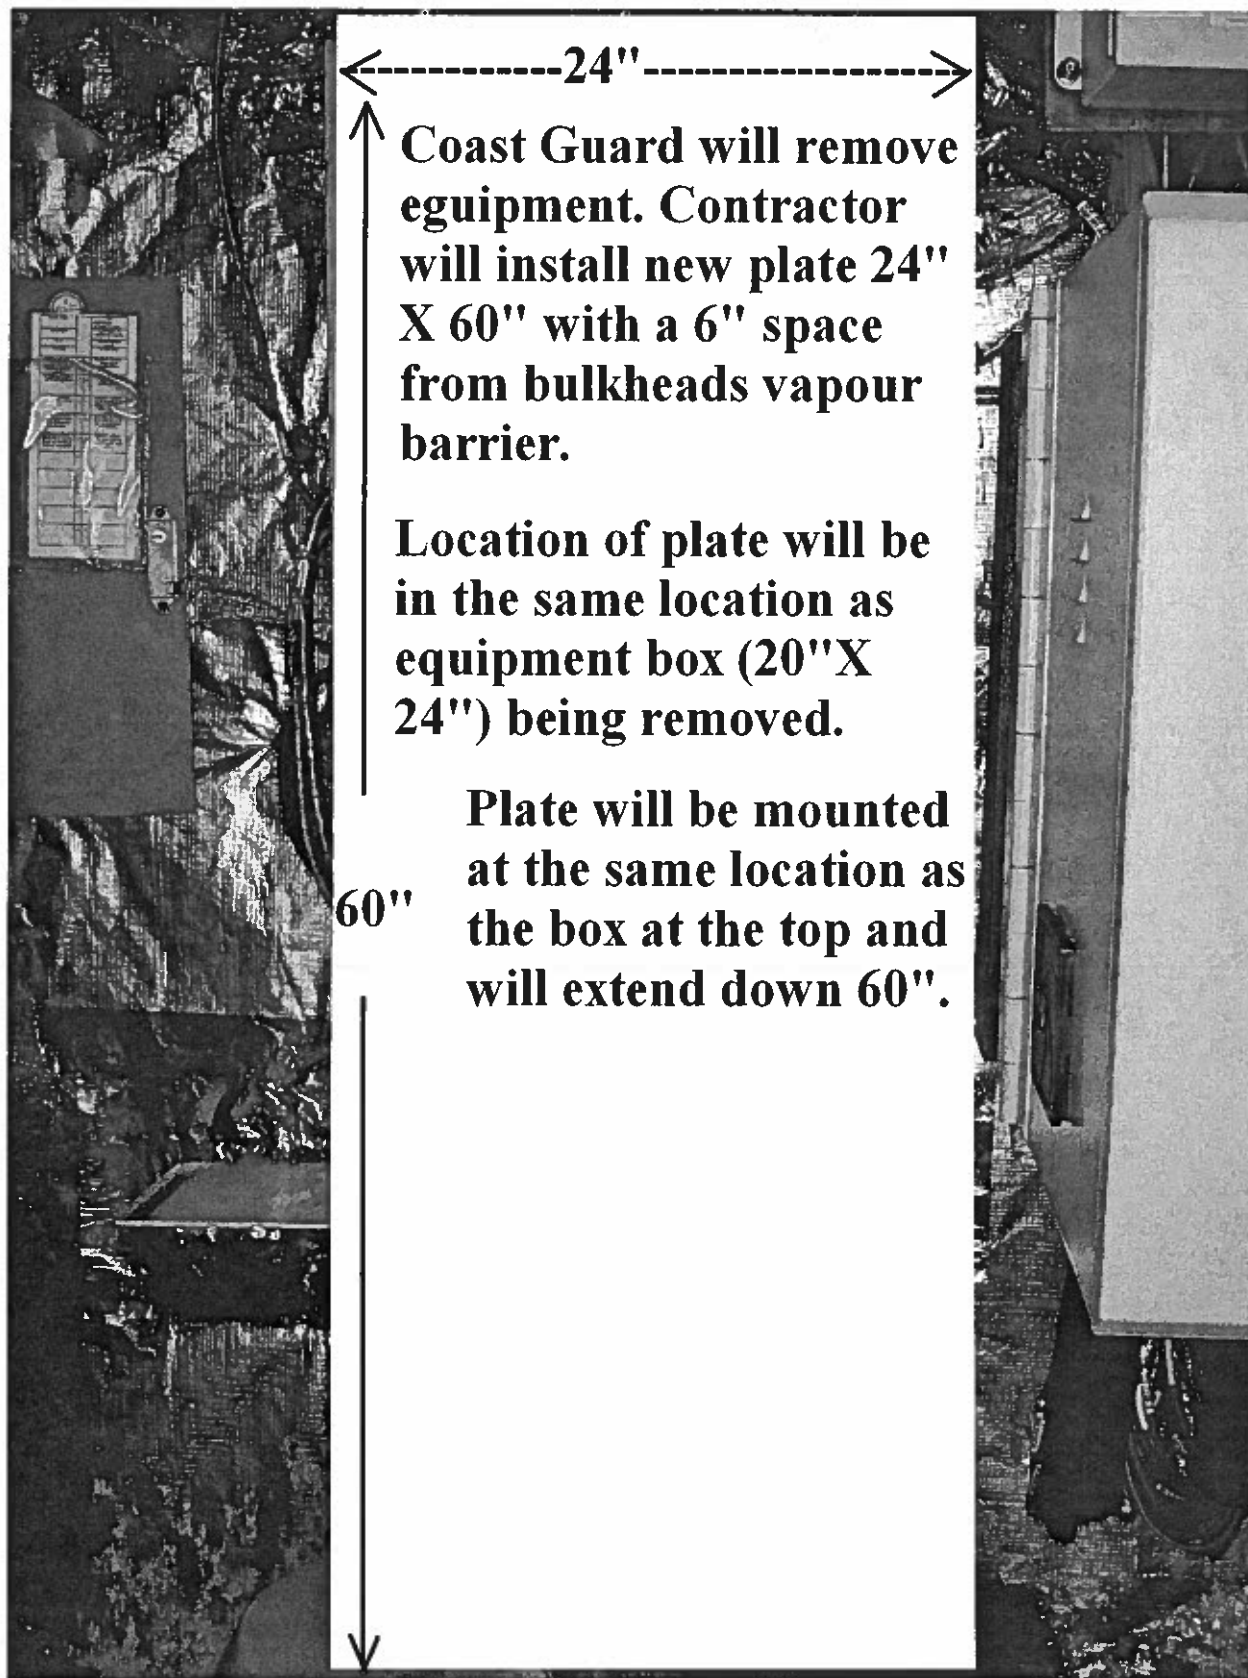 24"
Coast Guard will remove
eguipment. Contractor
will install new plate 24"
X 60" with a 6" space
from bulkheads vapour
barrier.
Location of plate will be
in the same location as
equipment box (20"X
24") being removed.
Plate will be mounted
at the same location as
the box at the top and
will extend down 60".
60"